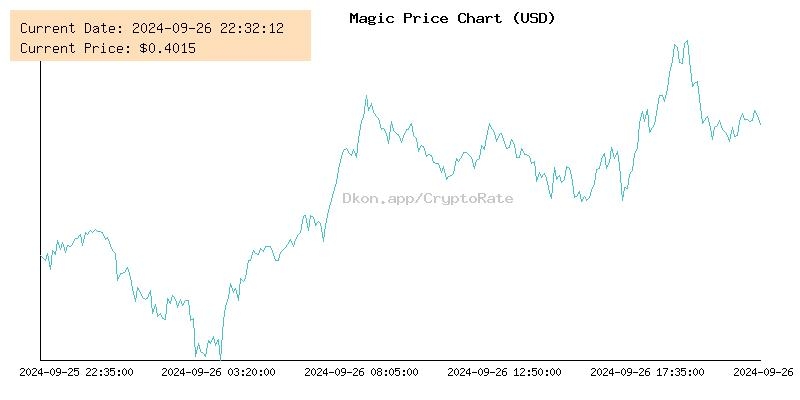 Magic Price Chart (USD)
Current Date: 2024-09-26 22:32:12
Current Price: $0.4015
Dkon.app/CryptoRate
2024-09-25 22:35:00 2024-09-26 03:20:00 2024-09-26 08:05:00 2024-09-26 12:50:00 2024-09-26 17:35:00 2024-09-26